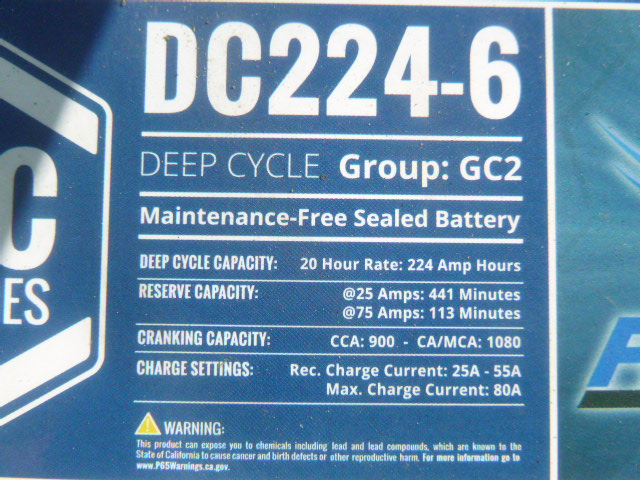 DC224-6
DEEP CYCLE Group: GC2
Maintenance-Free Sealed Battery
DEEP CYCLE CAPACITY: 20 Hour Rate: 224 Amp Hours
RESERVE CAPACITY: @25 Amps: 441 Minutes
@75 Amps: 113 Minutes
CRANKING CAPACITY: CCA: 900 - CA/MCA: 1080
CHARGE SETTINGS: Rec. Charge Current: 25A - 55A
Max. Charge Current: 80A
WARNING:
This product can expose you to chemicals including lead and lead compounds, which are known to the
State of California to cause cancer and birth defects or other reproductive harm. For more information go to
www.P65Warnings.ca.gov.
C
ES